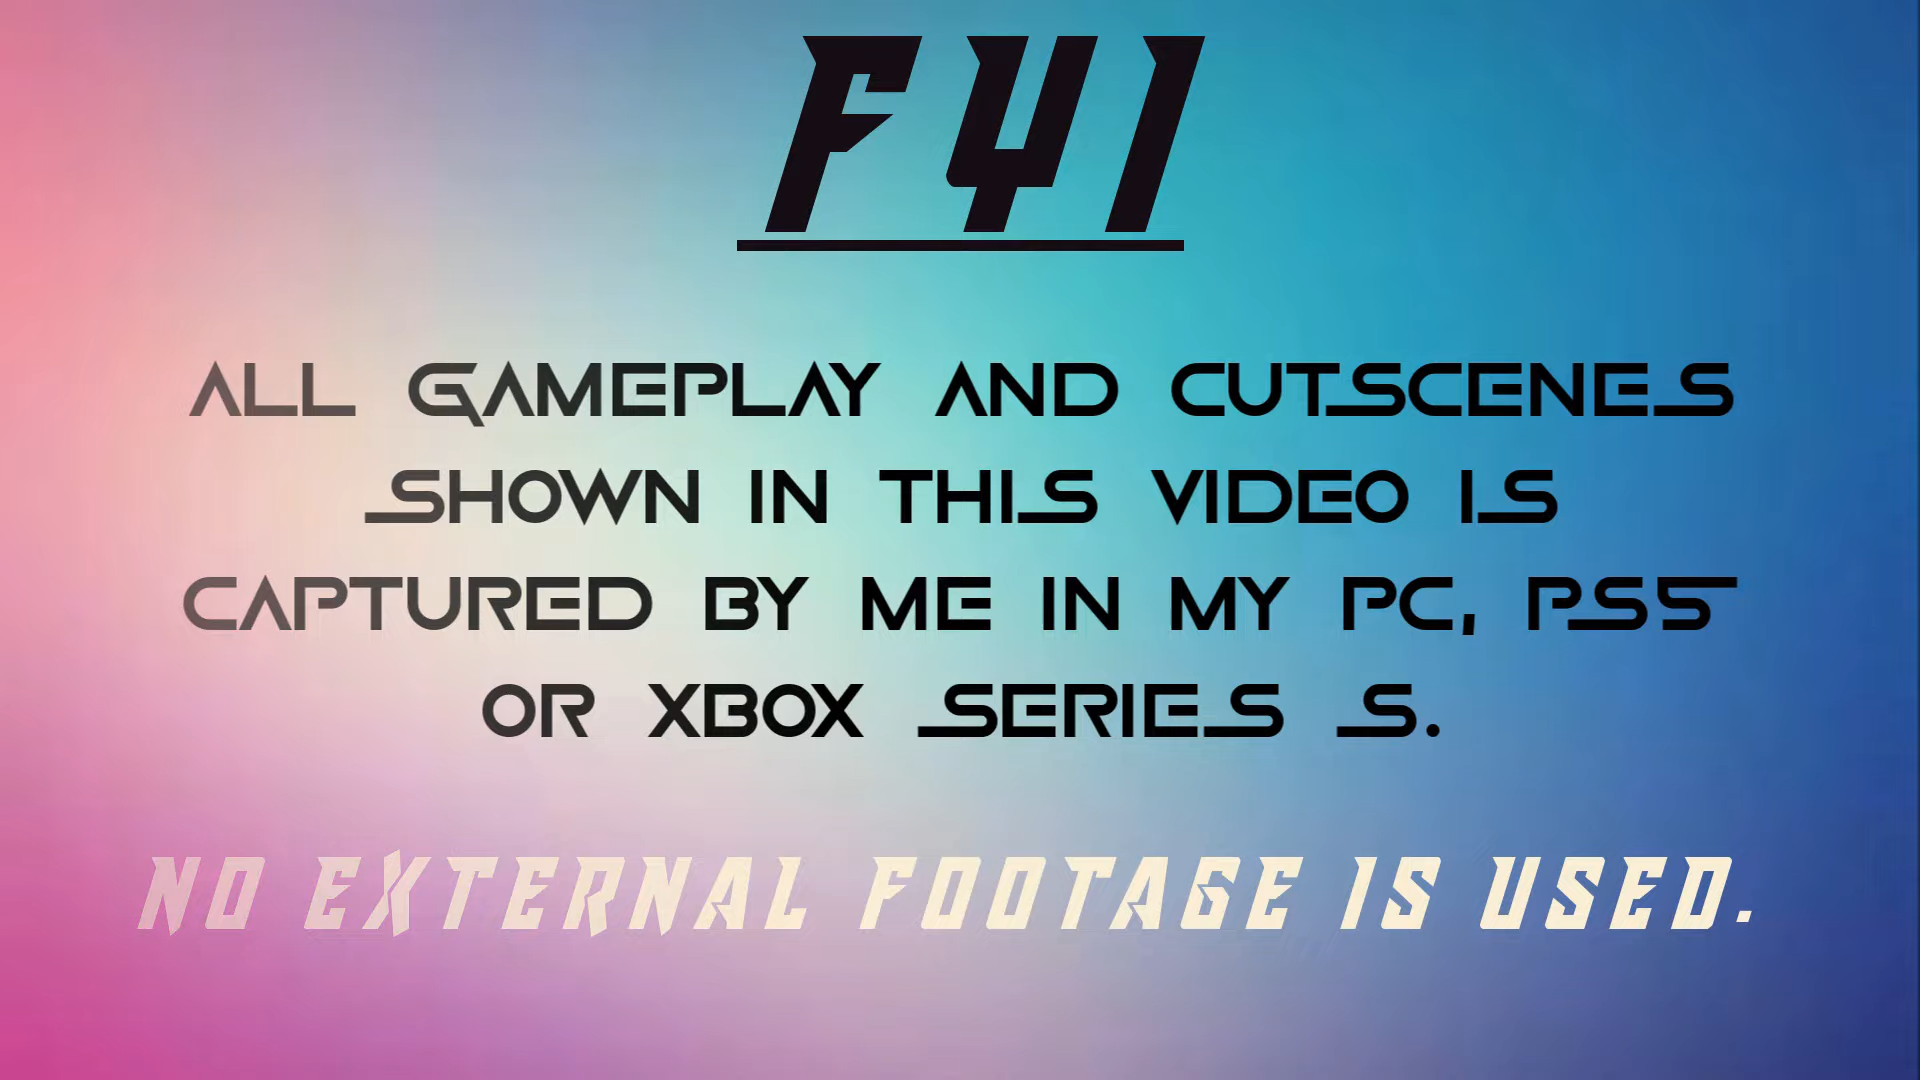 FYI
ALL GAMEPLAY AND CUTSCENES
SHOWN IN THIS VIDEO IS
CAPTURED BY ME IN MY PC, PS5
OR XBOX SERIES S.
NO EXTERNAL FOOTAGE IS USED.